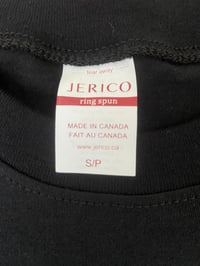 tear away
JERICO
ring spun
MADE IN CANADA
FAIT AU CANADA
www.jerico.ca
S/P